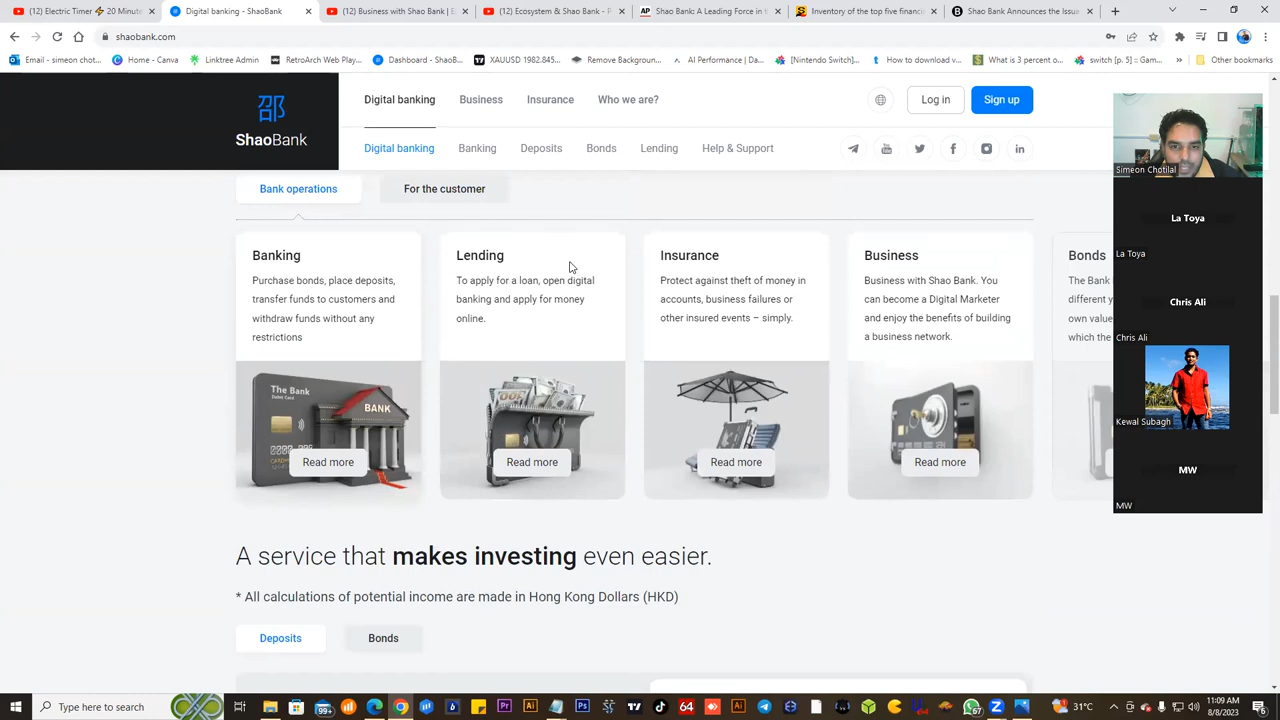 (12) Electric Timer ⚡ 20 Minute
Digital banking - ShaoBank
(12) Business with Shao Bank | B
(12) Ecosystem & Shao Bank - P
Shao Bank: A Leading Force in H
Inventory of the top five financi
Shao Bank Announces the Issua
shaobank.com
Email - simeon chot...
Home - Canva
Linktree Admin
RetroArch Web Play...
Dashboard - ShaoB...
XAUUSD 1982.845...
Remove Backgroun...
AI Performance | Da...
[Nintendo Switch]...
How to download v...
What is 3 percent o...
switch [p. 5] :: Gam...
Other bookmarks
邵
ShaoBank
Digital banking
Business
Insurance
Who we are?
Log in
Sign up
Digital banking
Banking
Deposits
Bonds
Lending
Help & Support
Bank operations
For the customer
Banking
Purchase bonds, place deposits,
transfer funds to customers and
withdraw funds without any
restrictions
The Bank
BANK
Read more
Lending
To apply for a loan, open digital
banking and apply for money
online.
Read more
Insurance
Protect against theft of money in
accounts, business failures or
other insured events – simply.
Read more
Business
Business with Shao Bank. You
can become a Digital Marketer
and enjoy the benefits of building
a business network.
Read more
Bonds
The Bank
different y
own value
which the
A service that makes investing even easier.
* All calculations of potential income are made in Hong Kong Dollars (HKD)
Deposits
Bonds
Simeon Chotilal
La Toya
La Toya
Chris Ali
Chris Ali
Kewal Subagh
MW
MW
Type here to search
99+
64
67
31°C
11:09 AM
8/8/2023
6